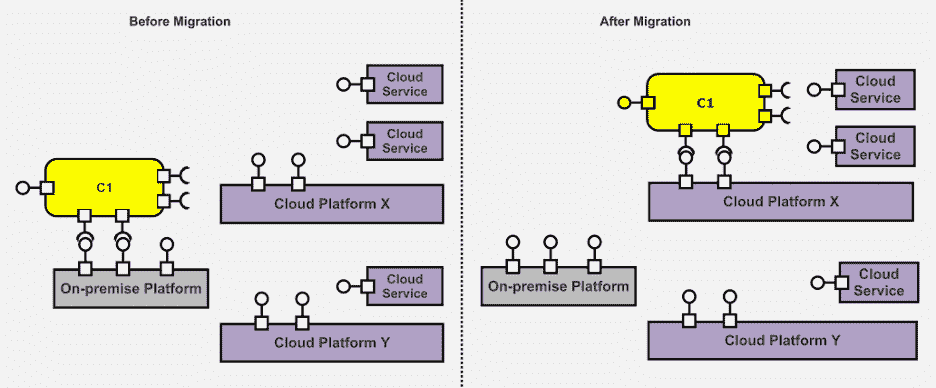 Before Migration
Cloud
Service
Cloud
Service
C1
Cloud Platform X
On-premise Platform
Cloud
Service
Cloud Platform Y
After Migration
C1
Cloud
Service
Cloud
Service
Cloud Platform X
On-premise Platform
Cloud
Service
Cloud Platform Y